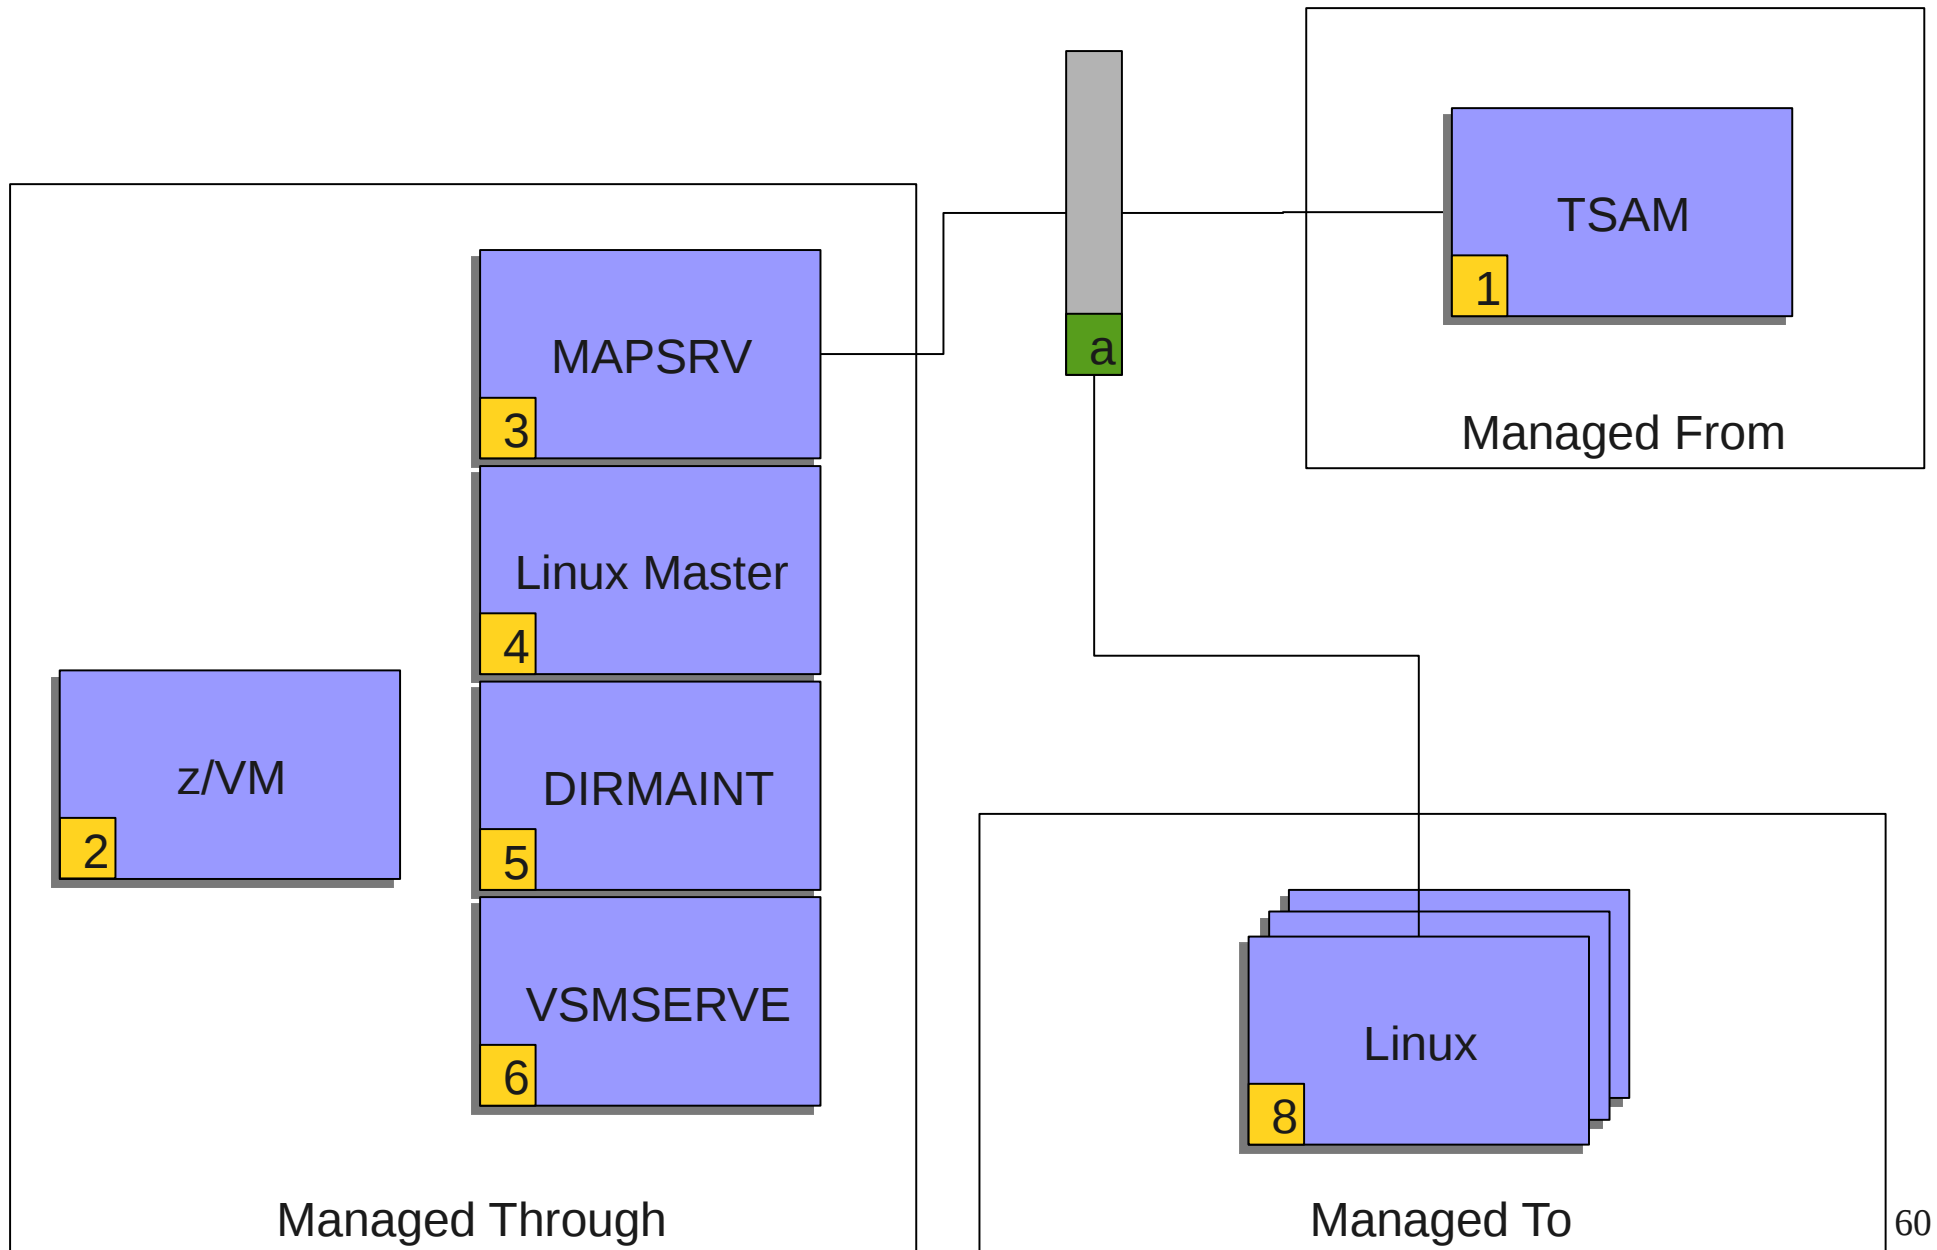 TSAM
1
Managed From
a
MAPSRV
3
Linux Master
4
z/VM
2
DIRMAINT
5
VSMSERVE
6
Managed Through
Linux
8
Managed To
60